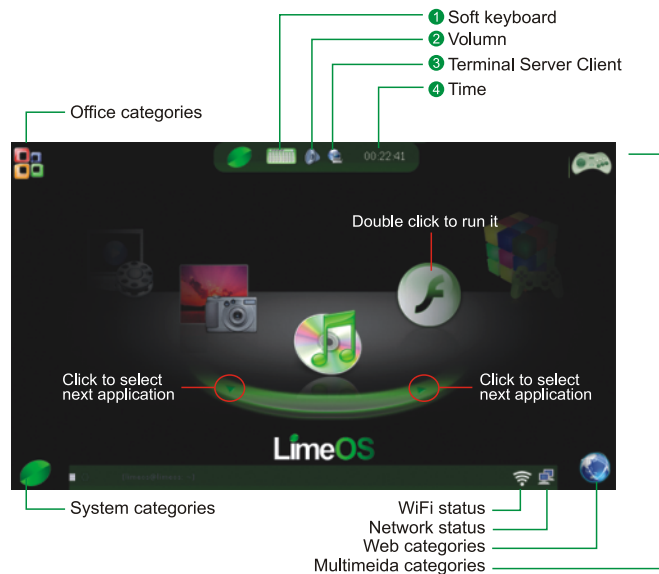 1 Soft keyboard
2 Volumn
3 Terminal Server Client
4 Time
Office categories
00:22:41
Double click to run it
Click to select
next application
Click to select
next application
LimeOS
System categories
WiFi status
Network status
Web categories
Multimeida categories